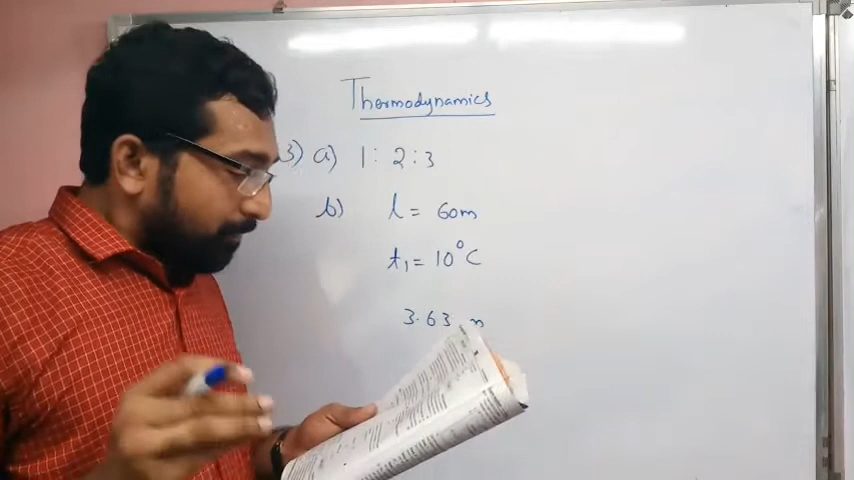 Thermodynamics
3) a) 1 : 2 : 3
b) l = 60m
t₁ = 10°C
3.63